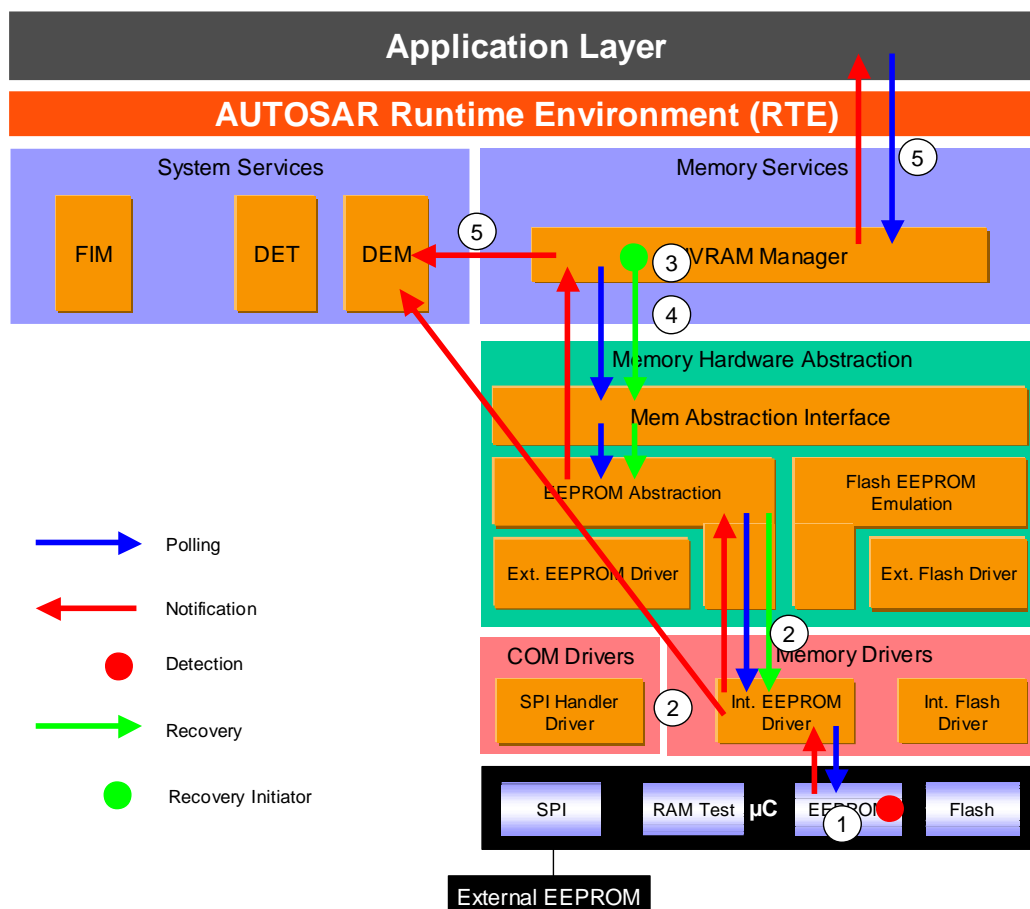 Application Layer
AUTOSAR Runtime Environment (RTE)
System Services
Memory Services
5
5
FIM
DET
DEM
3
VRAM Manager
4
Memory Hardware Abstraction
Mem Abstraction Interface
EEPROM Abstraction
Flash EEPROM
Emulation
Polling
Ext. EEPROM Driver
Ext. Flash Driver
Notification
2
COM Drivers
Memory Drivers
Detection
SPI Handler
Driver
2
Int. EEPROM
Driver
Int. Flash
Driver
Recovery
Recovery Initiator
SPI
RAM Test
µC
EEPROM
1
Flash
External EEPROM